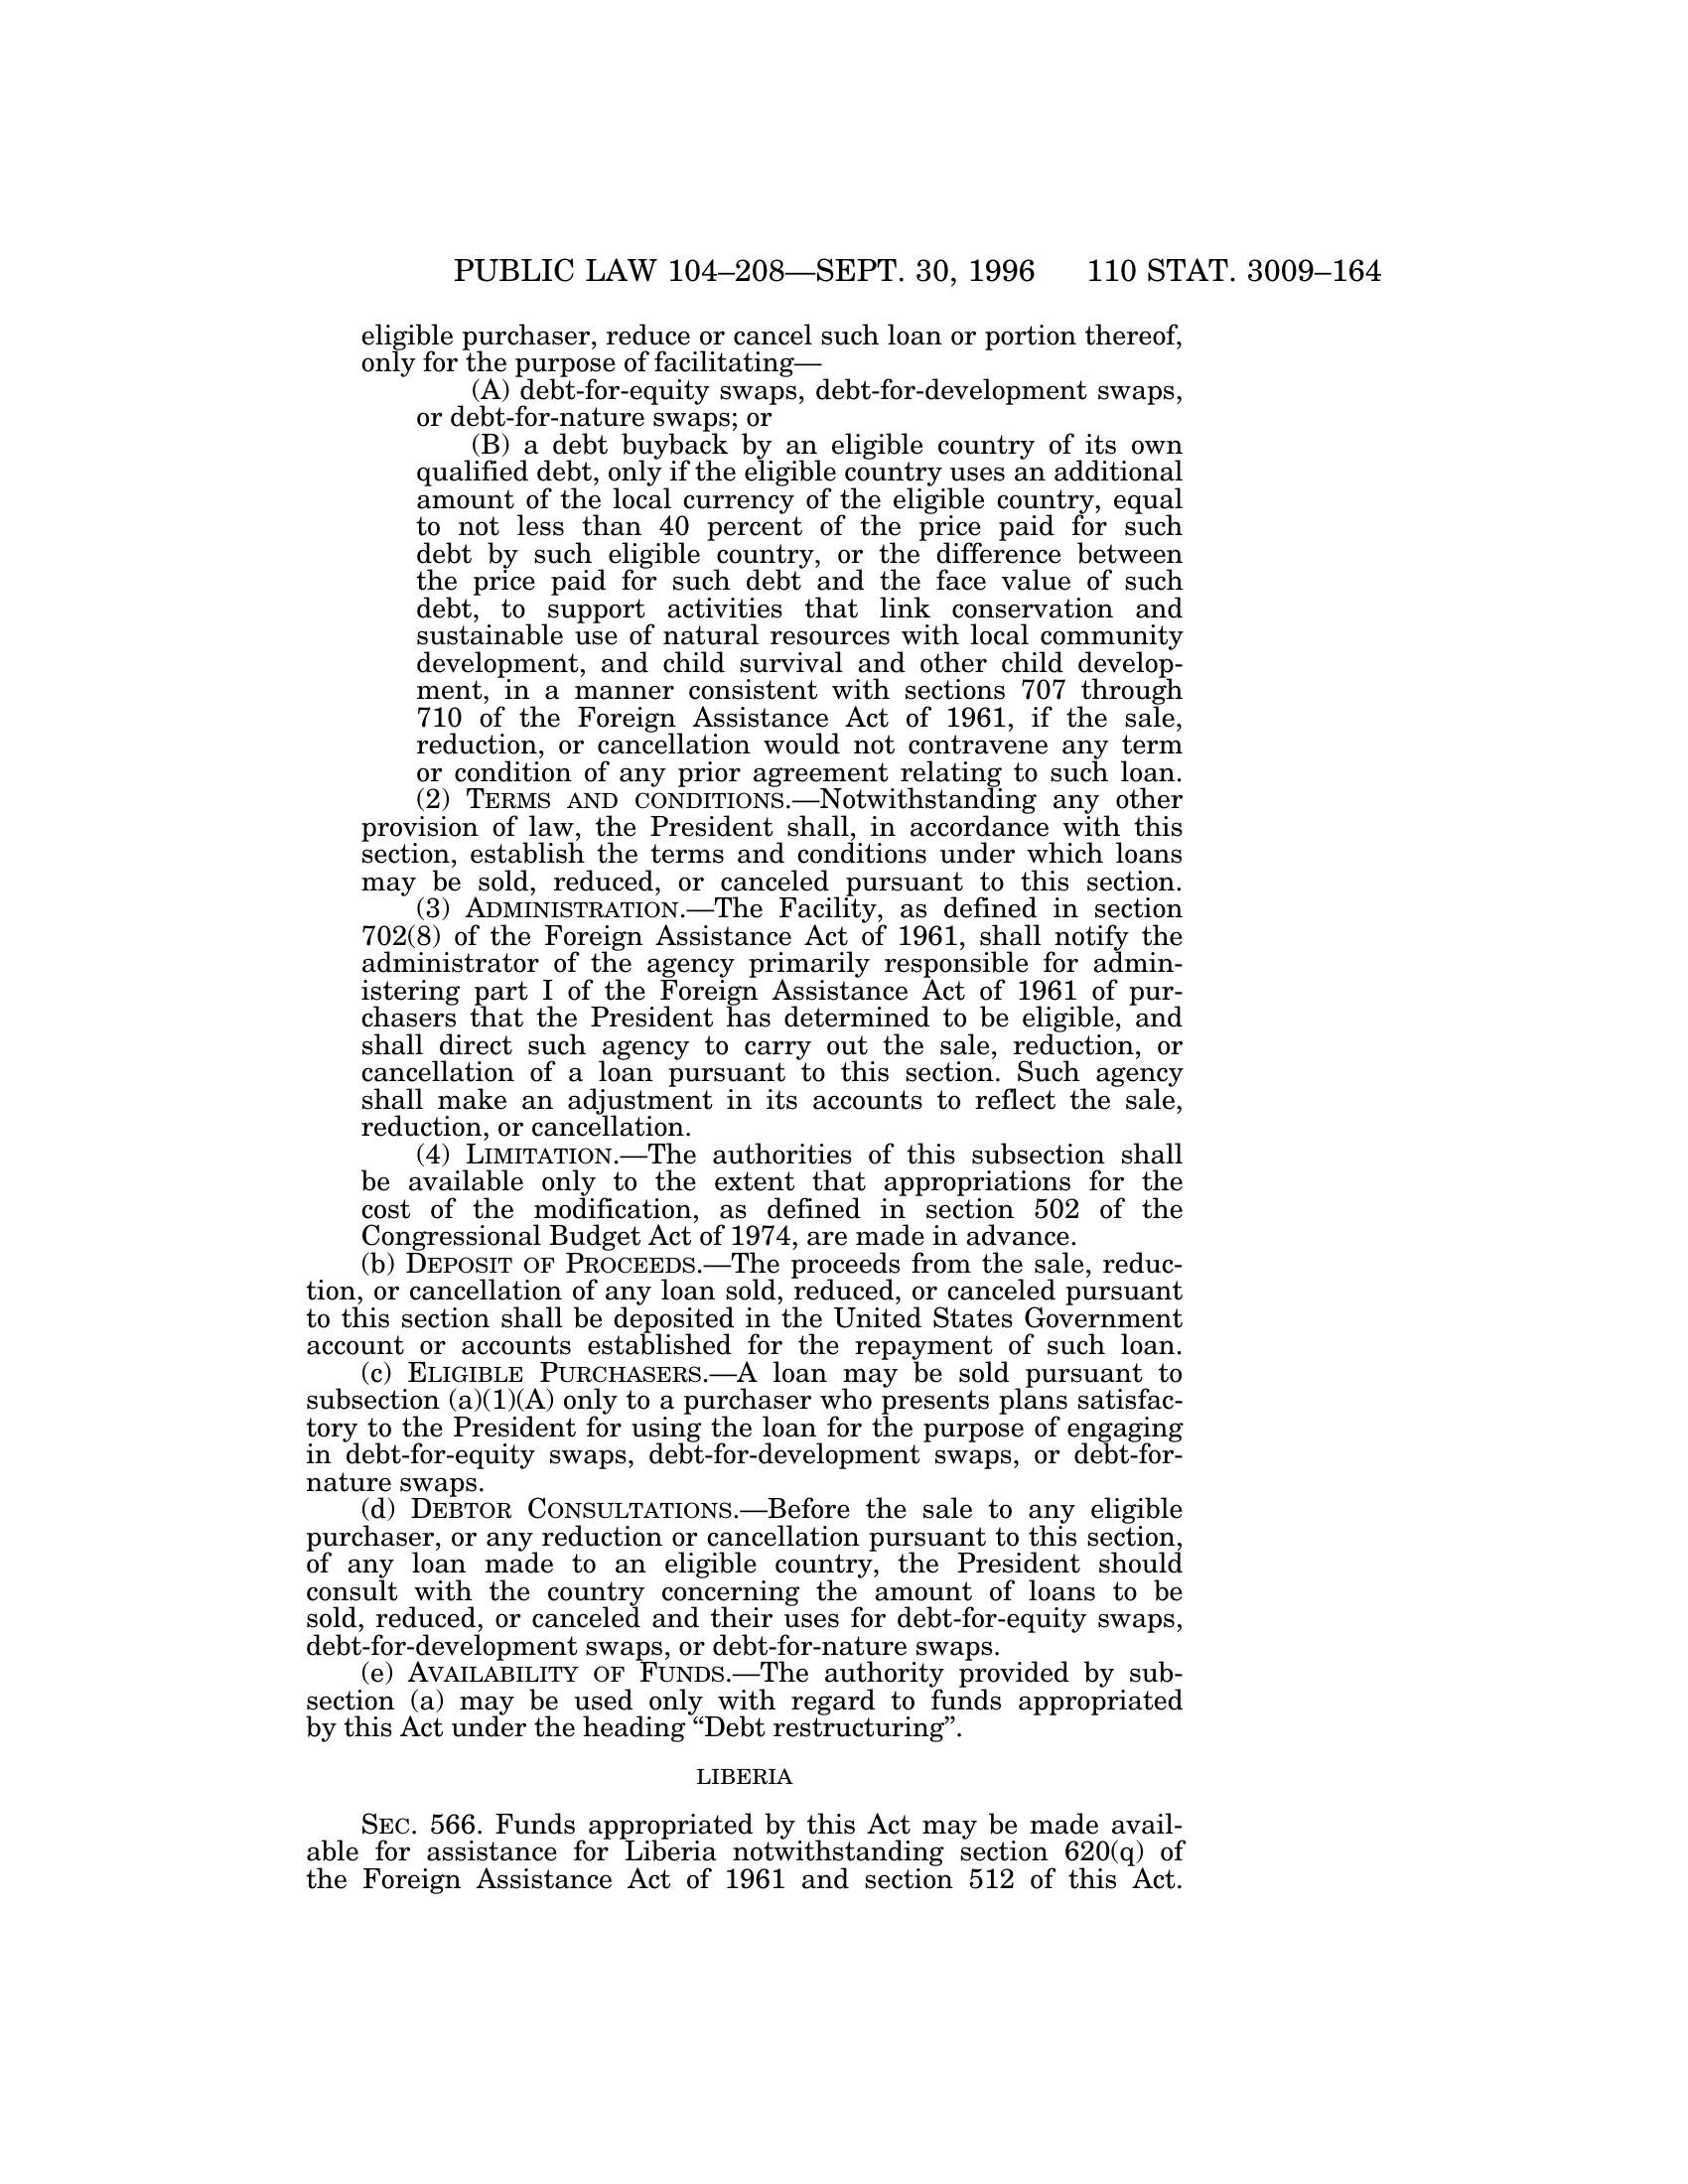 PUBLIC LAW 104–208—SEPT. 30, 1996 110 STAT. 3009–164
eligible purchaser, reduce or cancel such loan or portion thereof,
only for the purpose of facilitating—
(A) debt-for-equity swaps, debt-for-development swaps,
or debt-for-nature swaps; or
(B) a debt buyback by an eligible country of its own
qualified debt, only if the eligible country uses an additional
amount of the local currency of the eligible country, equal
to not less than 40 percent of the price paid for such
debt by such eligible country, or the difference between
the price paid for such debt and the face value of such
debt, to support activities that link conservation and
sustainable use of natural resources with local community
development, and child survival and other child develop-
ment, in a manner consistent with sections 707 through
710 of the Foreign Assistance Act of 1961, if the sale,
reduction, or cancellation would not contravene any term
or condition of any prior agreement relating to such loan.
(2) TERMS AND CONDITIONS.—Notwithstanding any other
provision of law, the President shall, in accordance with this
section, establish the terms and conditions under which loans
may be sold, reduced, or canceled pursuant to this section.
(3) ADMINISTRATION.—The Facility, as defined in section
702(8) of the Foreign Assistance Act of 1961, shall notify the
administrator of the agency primarily responsible for admin-
istering part I of the Foreign Assistance Act of 1961 of pur-
chasers that the President has determined to be eligible, and
shall direct such agency to carry out the sale, reduction, or
cancellation of a loan pursuant to this section. Such agency
shall make an adjustment in its accounts to reflect the sale,
reduction, or cancellation.
(4) LIMITATION.—The authorities of this subsection shall
be available only to the extent that appropriations for the
cost of the modification, as defined in section 502 of the
Congressional Budget Act of 1974, are made in advance.
(b) DEPOSIT OF PROCEEDS.—The proceeds from the sale, reduc-
tion, or cancellation of any loan sold, reduced, or canceled pursuant
to this section shall be deposited in the United States Government
account or accounts established for the repayment of such loan.
(c) ELIGIBLE PURCHASERS.—A loan may be sold pursuant to
subsection (a)(1)(A) only to a purchaser who presents plans satisfac-
tory to the President for using the loan for the purpose of engaging
in debt-for-equity swaps, debt-for-development swaps, or debt-for-
nature swaps.
(d) DEBTOR CONSULTATIONS.—Before the sale to any eligible
purchaser, or any reduction or cancellation pursuant to this section,
of any loan made to an eligible country, the President should
consult with the country concerning the amount of loans to be
sold, reduced, or canceled and their uses for debt-for-equity swaps,
debt-for-development swaps, or debt-for-nature swaps.
(e) AVAILABILITY OF FUNDS.—The authority provided by sub-
section (a) may be used only with regard to funds appropriated
by this Act under the heading “Debt restructuring”.
LIBERIA
SEC. 566. Funds appropriated by this Act may be made avail-
able for assistance for Liberia notwithstanding section 620(q) of
the Foreign Assistance Act of 1961 and section 512 of this Act.